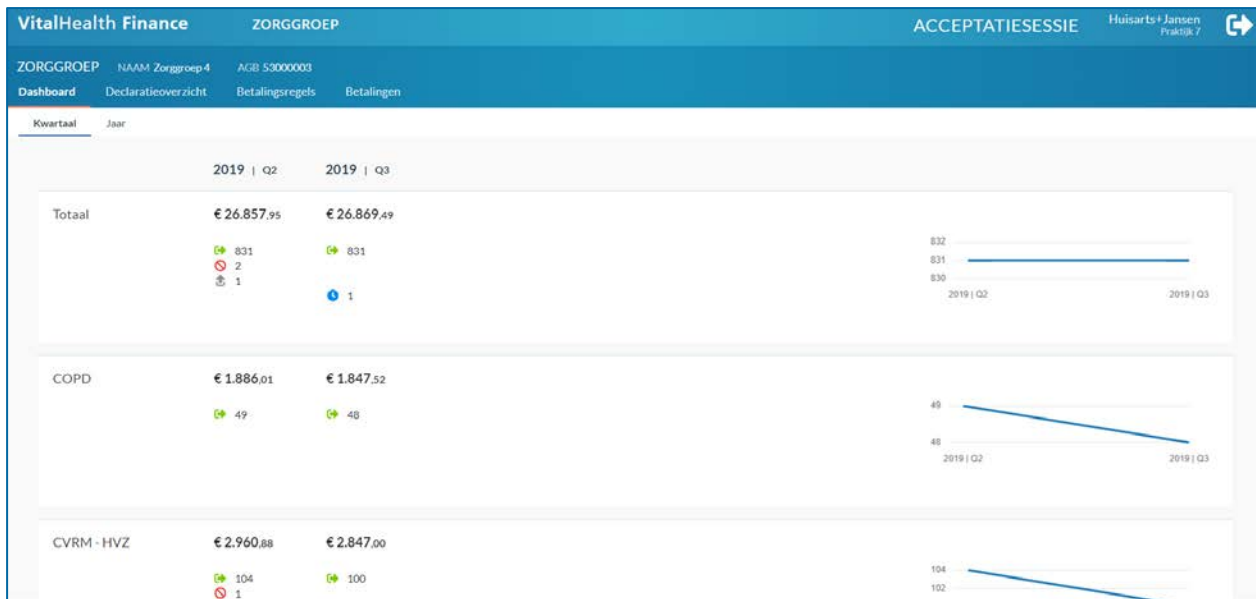 VitalHealth Finance ZORGGROEP ACCEPTATIESESSIE Huisarts+Jansen
Praktijk 7
ZORGGROEP NAAM Zorggroep 4 AGB 53000003
Dashboard Declaratieoverzicht Betalingsregels Betalingen
Kwartaal Jaar
2019 | Q2 2019 | Q3
Totaal € 26.857,95 € 26.869,49
831 831
2
1
1
832
831
830
2019 | Q2 2019 | Q3
COPD € 1.886,01 € 1.847,52
49 48
49
48
2019 | Q2 2019 | Q3
CVRM - HVZ € 2.960,88 € 2.847,00
104 100
1
104
102